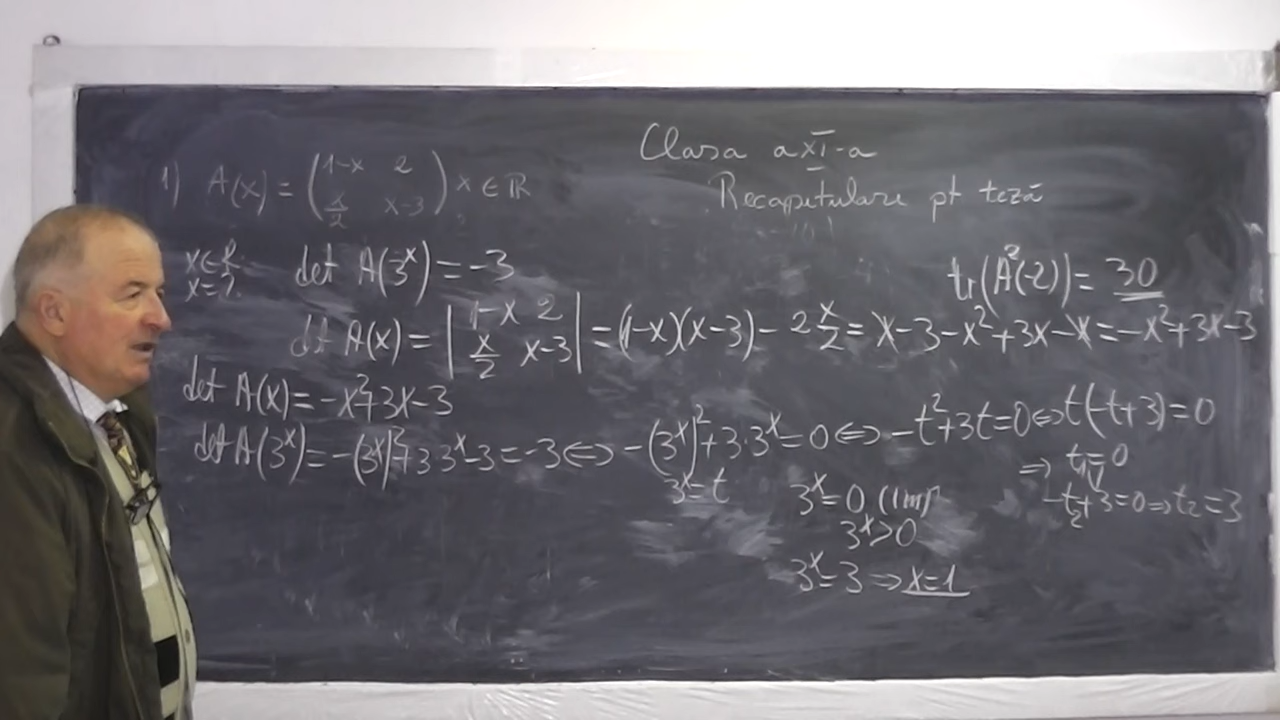 Clasa a XI-a
Recapitulare pt teză
1) A(x) = (1-x 2
x/2 x-3), x ∈ R
x ∈ R
x = ?
det A(3^x) = -3
tr(A²(-2)) = 30
det A(x) = |1-x 2
x/2 x-3| = (1-x)(x-3) - 2 x/2 = x-3-x²+3x-x = -x²+3x-3
det A(x) = -x²+3x-3
det A(3^x) = -(3^x)²+3·3^x-3 = -3 ⇔ -(3^x)²+3·3^x = 0 ⇔ -t²+3t=0 ⇔ t(-t+3)=0
3^x = t
⇒ t₁=0
V
-t₂+3=0 ⇒ t₂=3
3^x = 0 (im)
3^x > 0
3^x = 3 ⇒ x=1